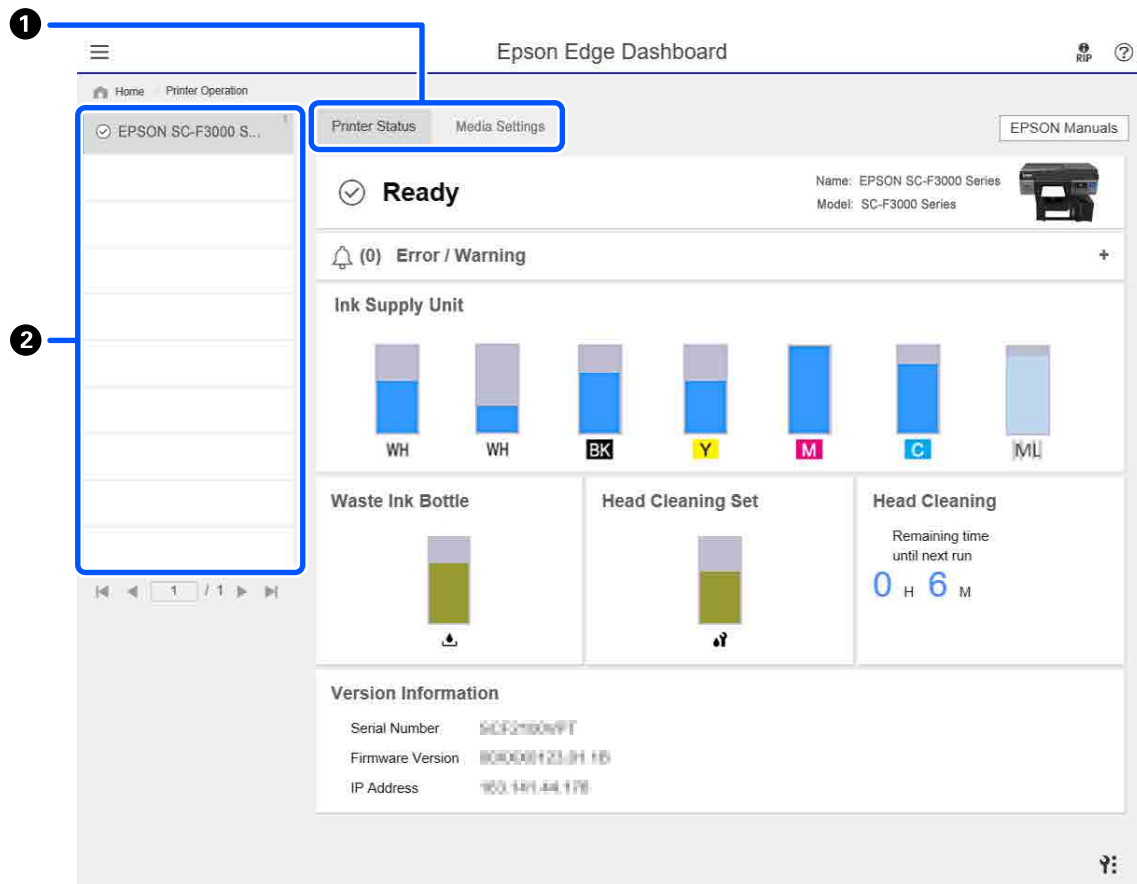 1
Epson Edge Dashboard
RIP
Home Printer Operation
EPSON SC-F3000 S... 1
Printer Status Media Settings
EPSON Manuals
Ready
Name: EPSON SC-F3000 Series
Model: SC-F3000 Series
(0) Error / Warning +
Ink Supply Unit
2
WH WH BK Y M C ML
Waste Ink Bottle
Head Cleaning Set
Head Cleaning
Remaining time
until next run
0 H 6 M
1 / 1
Version Information
Serial Number
Firmware Version
IP Address